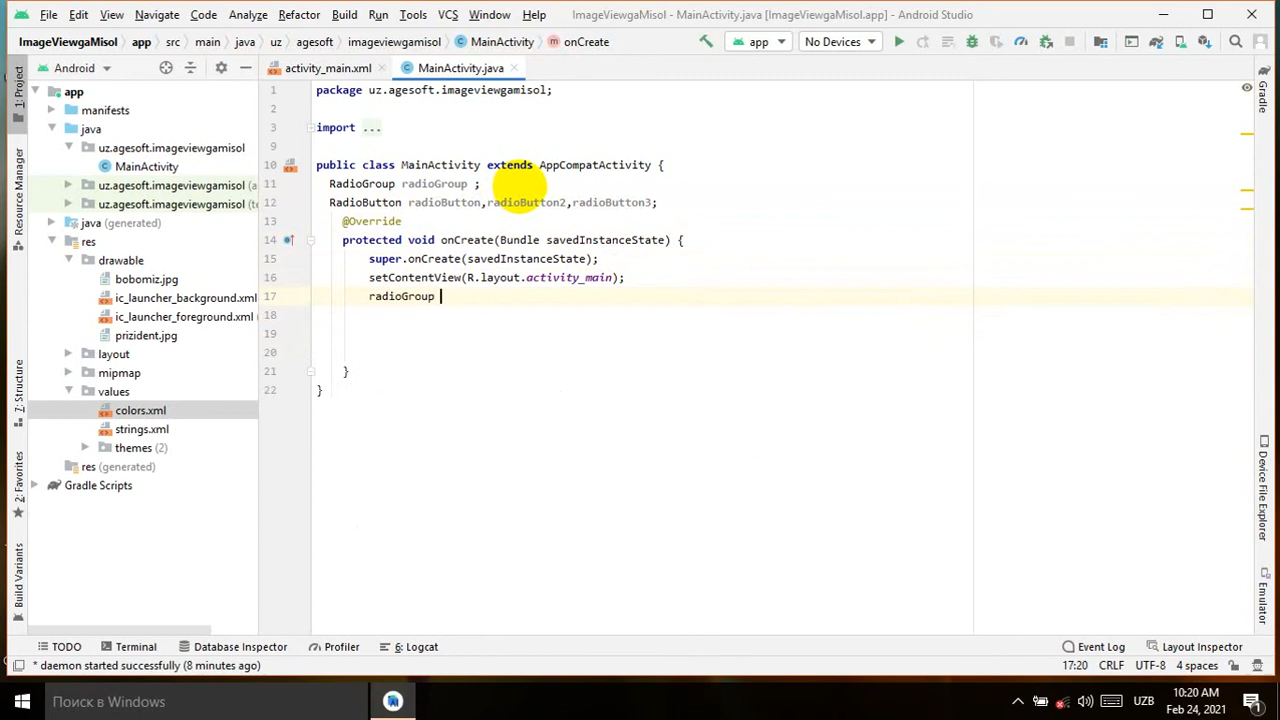 File Edit View Navigate Code Analyze Refactor Build Run Tools VCS Window Help ImageViewgaMisol - MainActivity.java [ImageViewgaMisol.app] - Android Studio
ImageViewgaMisol app src main java uz agesoft imageviewgamisol MainActivity onCreate app No Devices
1: Project
Resource Manager
7: Structure
2: Favorites
Build Variants
Android
app
manifests
java
uz.agesoft.imageviewgamisol
MainActivity
uz.agesoft.imageviewgamisol (a
uz.agesoft.imageviewgamisol (te
java (generated)
res
drawable
bobomiz.jpg
ic_launcher_background.xml
ic_launcher_foreground.xml (
prizident.jpg
layout
mipmap
values
colors.xml
strings.xml
themes (2)
res (generated)
Gradle Scripts
activity_main.xml MainActivity.java
1 package uz.agesoft.imageviewgamisol;
2
3 import ...
9
10 public class MainActivity extends AppCompatActivity {
11 RadioGroup radioGroup ;
12 RadioButton radioButton,radioButton2,radioButton3;
13 @Override
14 protected void onCreate(Bundle savedInstanceState) {
15 super.onCreate(savedInstanceState);
16 setContentView(R.layout.activity_main);
17 radioGroup
18
19
20
21 }
22 }
Gradle
Device File Explorer
Emulator
TODO Terminal Database Inspector Profiler 6: Logcat Event Log Layout Inspector
* daemon started successfully (8 minutes ago) 17:20 CRLF UTF-8 4 spaces
Поиск в Windows UZB 10:20 AM
Feb 24, 2021
1